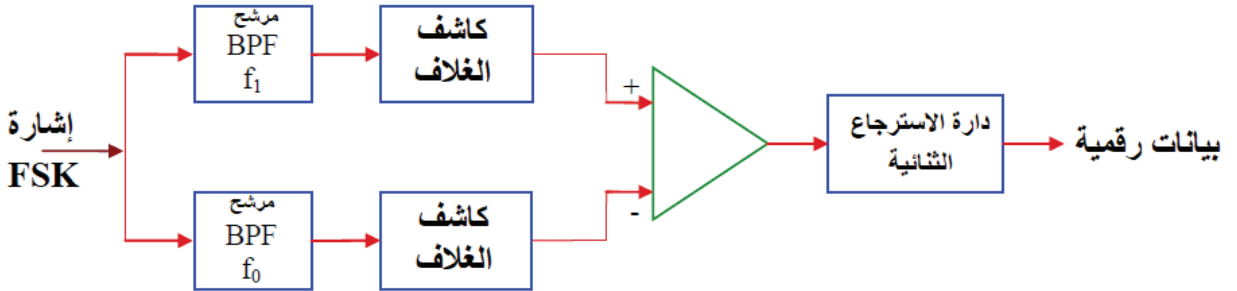 إشارة
FSK
مرشح
BPF
f₁
كاشف
الغلاف
مرشح
BPF
f₀
كاشف
الغلاف
+
-
دارة الاسترجاع
الثنائية
بيانات رقمية